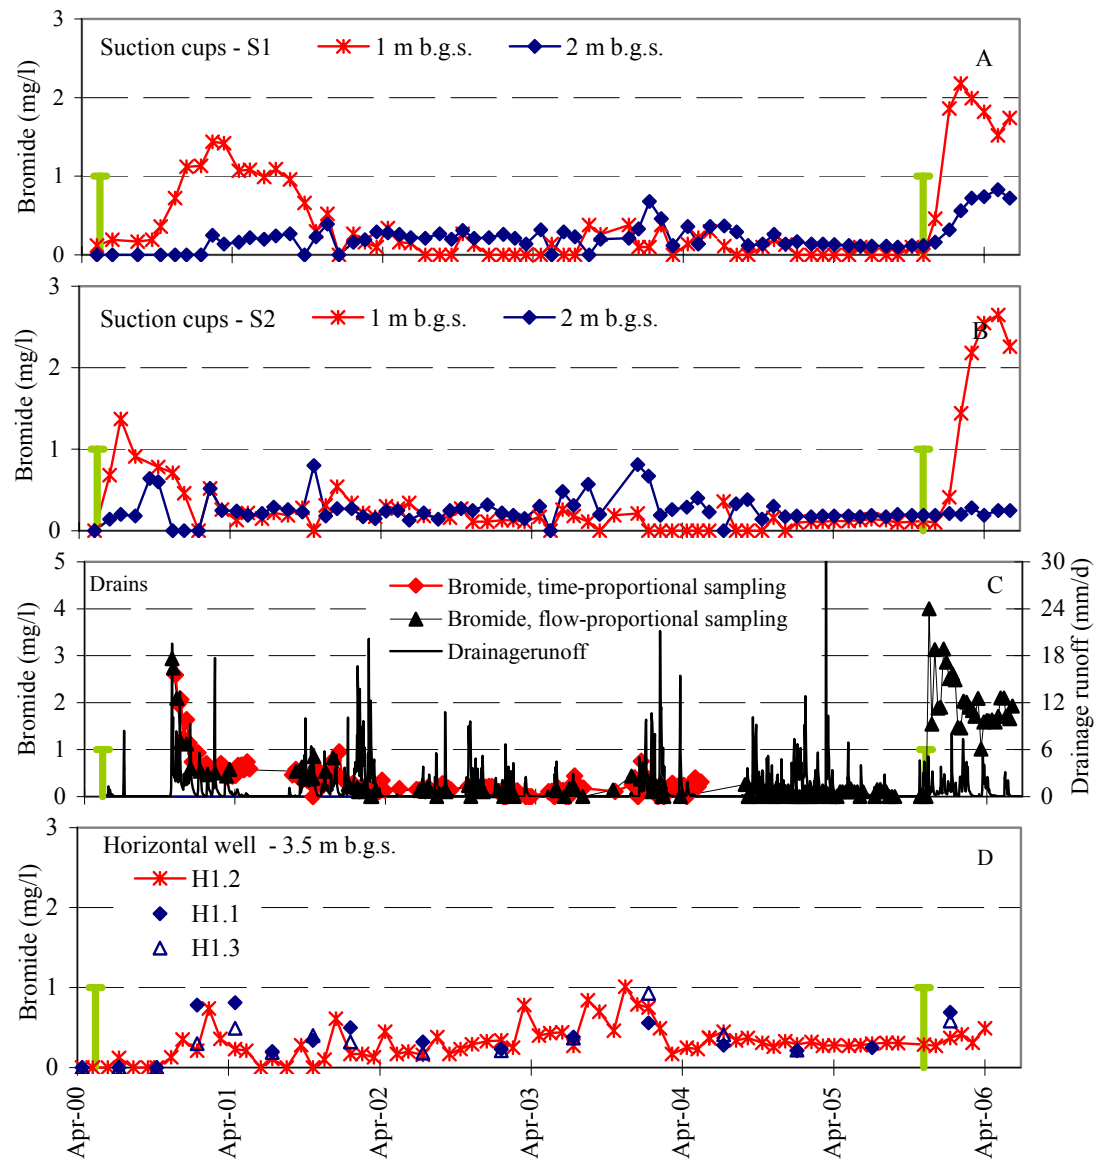 3
Suction cups - S1 1 m b.g.s. 2 m b.g.s.
A
2
1
0
Bromide (mg/l)
3
Suction cups - S2 1 m b.g.s. 2 m b.g.s.
B
2
1
0
Bromide (mg/l)
5 30
Drains Bromide, time-proportional sampling C
4 24
Bromide, flow-proportional sampling
3 18
Drainagerunoff
2 12
1 6
0 0
Bromide (mg/l)
Drainage runoff (mm/d)
3
Horizontal well - 3.5 m b.g.s.
D
H1.2
2
H1.1
H1.3
1
0
Bromide (mg/l)
Apr-00 Apr-01 Apr-02 Apr-03 Apr-04 Apr-05 Apr-06